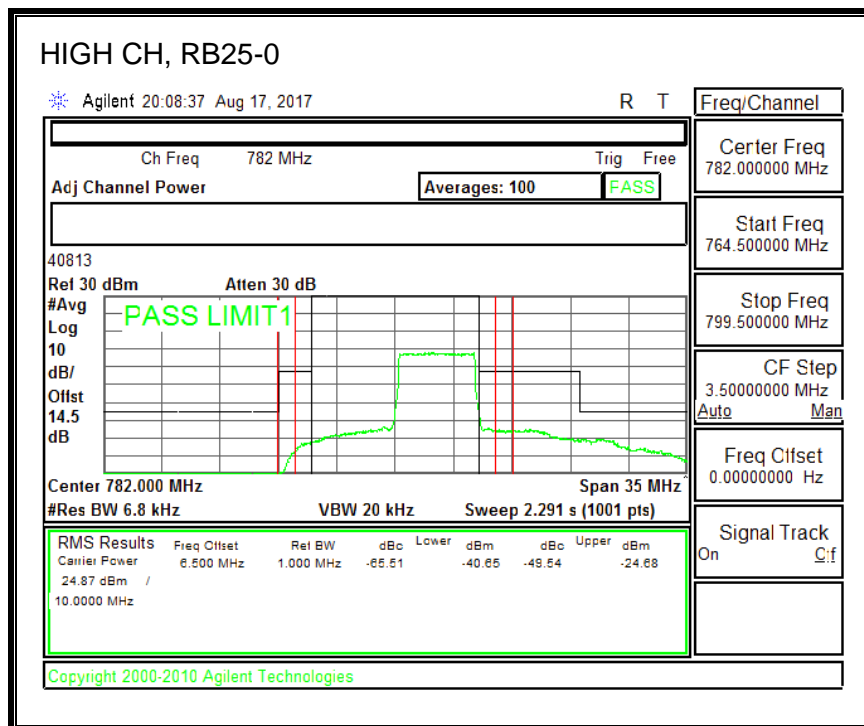 HIGH CH, RB25-0
Agilent 20:08:37 Aug 17, 2017 R T
Freq/Channel
Ch Freq 782 MHz Trig Free
Adj Channel Power Averages: 100 PASS
Center Freq
782.000000 MHz
Start Freq
764.500000 MHz
40813
Ref 30 dBm Atten 30 dB
#Avg
Log
10
dB/
Offst
14.5
dB
PASS LIMIT1
Stop Freq
799.500000 MHz
CF Step
3.50000000 MHz
Auto Man
Freq Offset
0.00000000 Hz
Center 782.000 MHz Span 35 MHz
#Res BW 6.8 kHz VBW 20 kHz Sweep 2.291 s (1001 pts)
Signal Track
On Off
RMS Results Freq Offset Ref BW dBc Lower dBm dBc Upper dBm
Carrier Power 6.500 MHz 1.000 MHz -65.51 -40.65 -49.54 -24.68
24.87 dBm /
10.0000 MHz
Copyright 2000-2010 Agilent Technologies